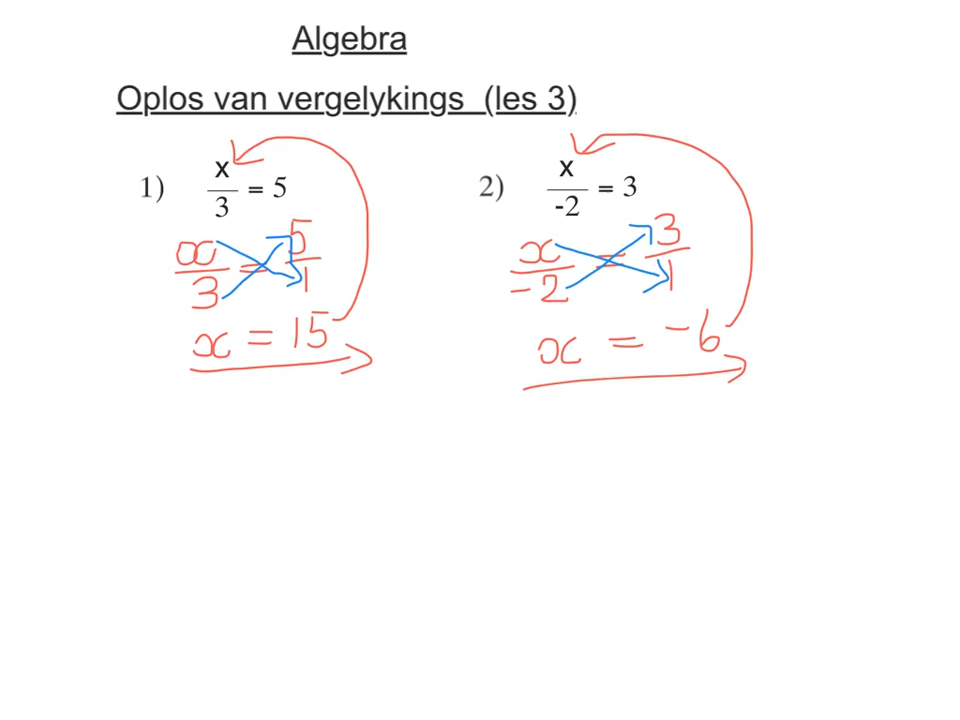 Algebra
Oplos van vergelykings (les 3)
1) x/3 = 5
x/3 = 5/1
x = 15
2) x/-2 = 3
x/-2 = 3/1
x = -6